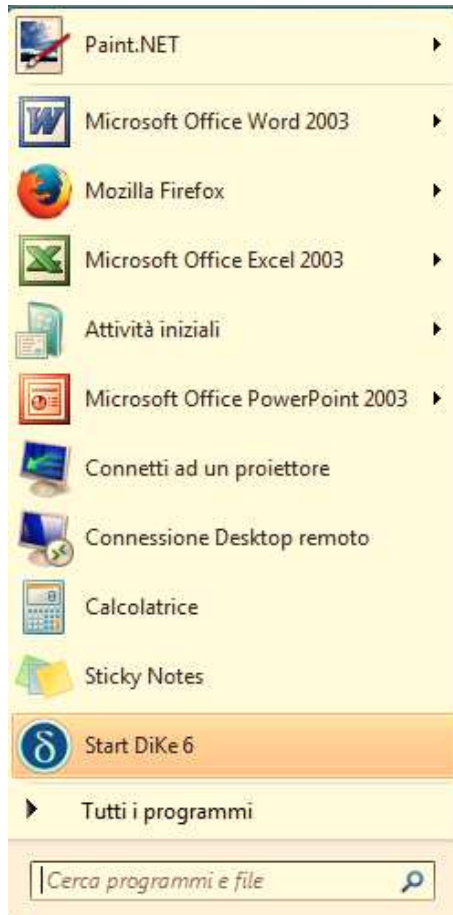 Paint.NET
Microsoft Office Word 2003
Mozilla Firefox
Microsoft Office Excel 2003
Attività iniziali
Microsoft Office PowerPoint 2003
Connetti ad un proiettore
Connessione Desktop remoto
Calcolatrice
Sticky Notes
Start DiKe 6
Tutti i programmi
Cerca programmi e file